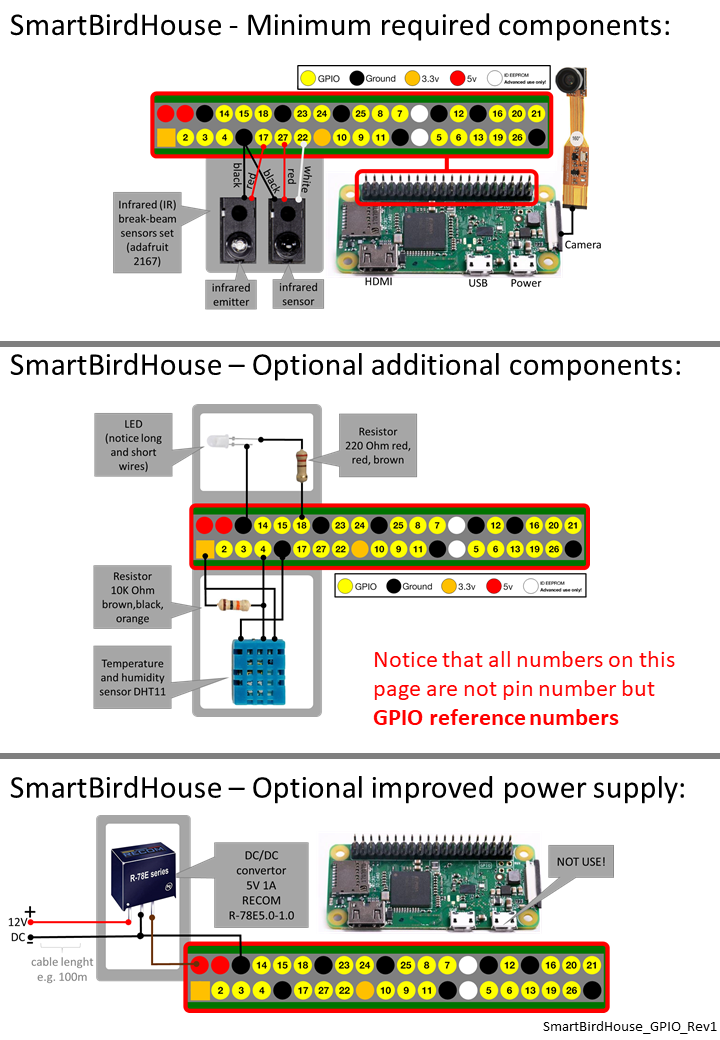 SmartBirdHouse - Minimum required components:
GPIO Ground 3.3v 5v ID EEPROM
Advanced use only!
14 15 18 23 24 25 8 7 12 16 20 21
2 3 4 17 27 22 10 9 11 5 6 13 19 26
black red black red white
Infrared (IR)
break-beam
sensors set
(adafruit
2167)
infrared
emitter
infrared
sensor
160°
Camera
HDMI USB Power
SmartBirdHouse – Optional additional components:
LED
(notice long
and short
wires)
Resistor
220 Ohm red,
red, brown
14 15 18 23 24 25 8 7 12 16 20 21
2 3 4 17 27 22 10 9 11 5 6 13 19 26
GPIO Ground 3.3v 5v ID EEPROM
Advanced use only!
Resistor
10K Ohm
brown,black,
orange
Temperature
and humidity
sensor DHT11
Notice that all numbers on this
page are not pin number but
GPIO reference numbers
SmartBirdHouse – Optional improved power supply:
RECOM
R-78E series
DC/DC
convertor
5V 1A
RECOM
R-78E5.0-1.0
NOT USE!
+
12V
DC
-
cable lenght
e.g. 100m
14 15 18 23 24 25 8 7 12 16 20 21
2 3 4 17 27 22 10 9 11 5 6 13 19 26
SmartBirdHouse_GPIO_Rev1